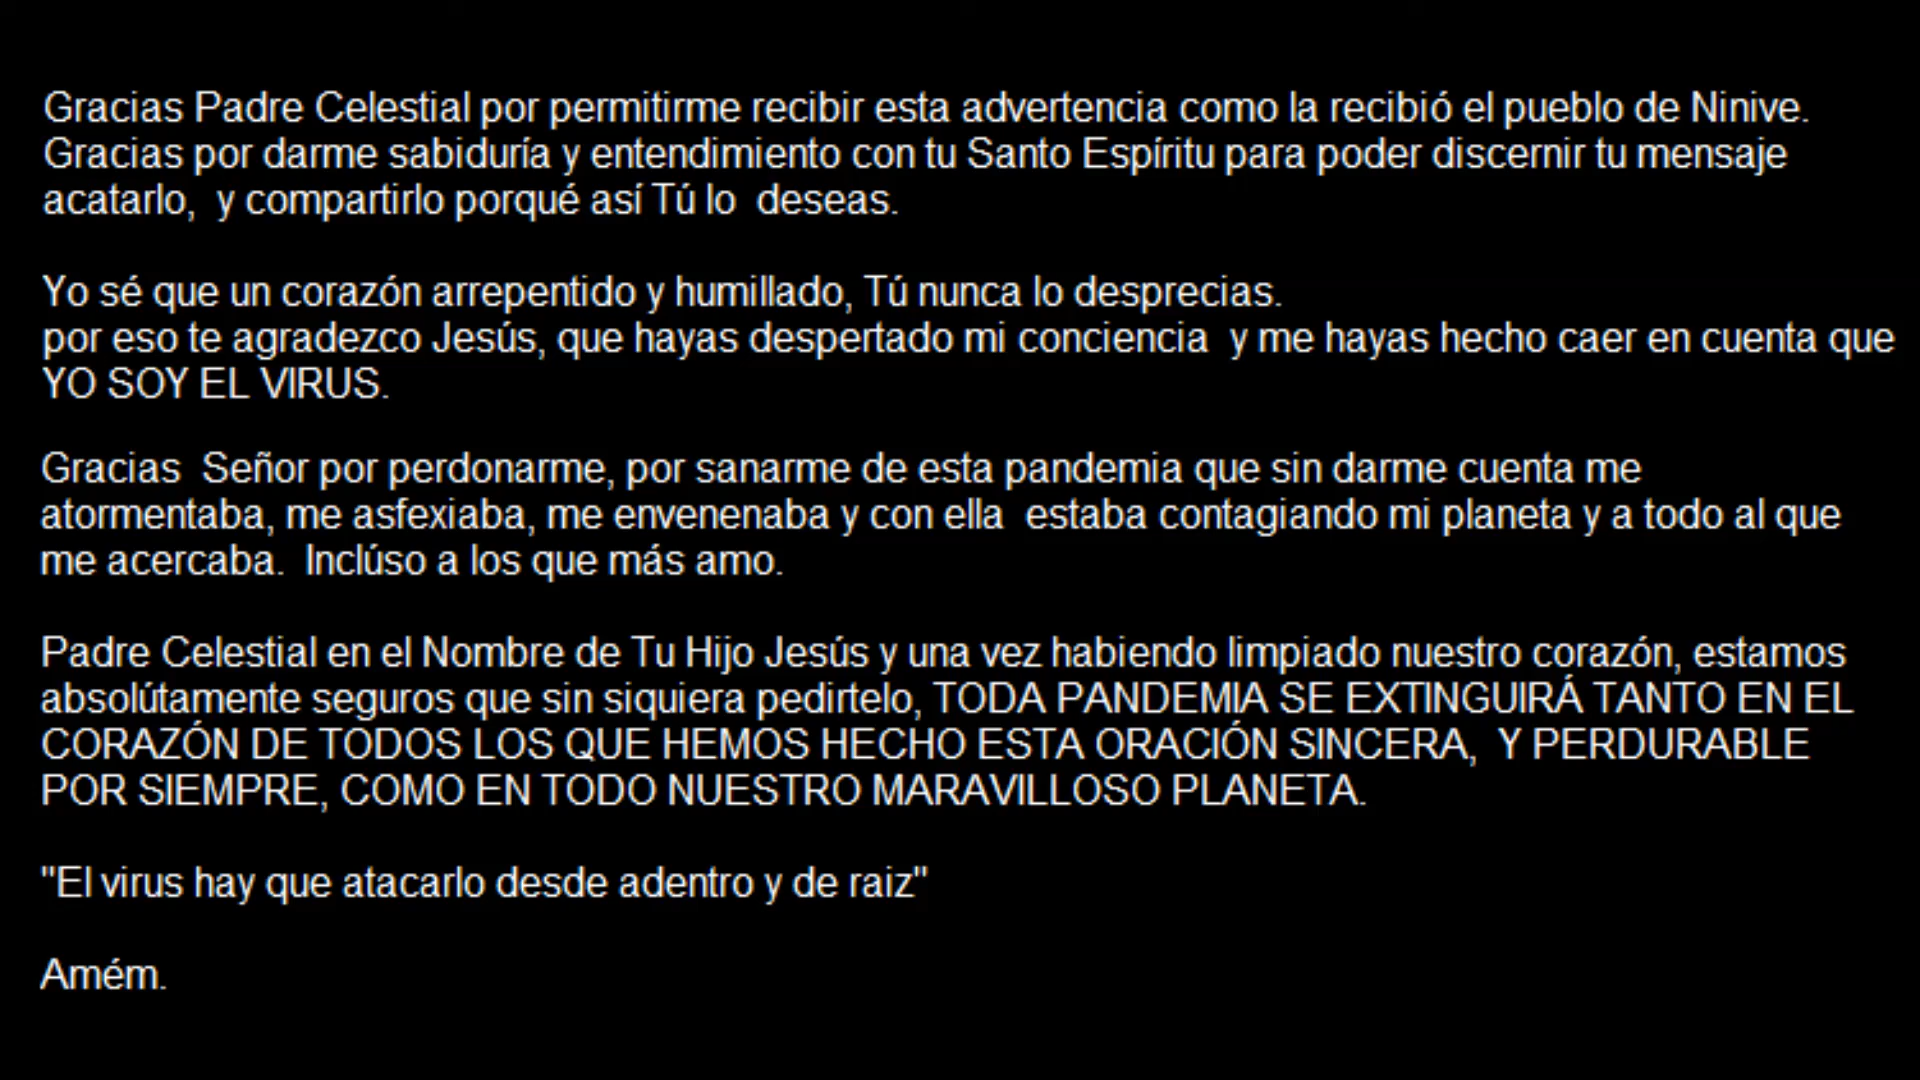 Gracias Padre Celestial por permitirme recibir esta advertencia como la recibió el pueblo de Ninive.
Gracias por darme sabiduría y entendimiento con tu Santo Espíritu para poder discernir tu mensaje
acatarlo,  y compartirlo porqué así Tú lo  deseas.
Yo sé que un corazón arrepentido y humillado, Tú nunca lo desprecias.
por eso te agradezco Jesús, que hayas despertado mi conciencia  y me hayas hecho caer en cuenta que
YO SOY EL VIRUS.
Gracias  Señor por perdonarme, por sanarme de esta pandemia que sin darme cuenta me
atormentaba, me asfexiaba, me envenenaba y con ella  estaba contagiando mi planeta y a todo al que
me acercaba.  Inclúso a los que más amo.
Padre Celestial en el Nombre de Tu Hijo Jesús y una vez habiendo limpiado nuestro corazón, estamos
absolútamente seguros que sin siquiera pedirtelo, TODA PANDEMIA SE EXTINGUIRÁ TANTO EN EL
CORAZÓN DE TODOS LOS QUE HEMOS HECHO ESTA ORACIÓN SINCERA,  Y PERDURABLE
POR SIEMPRE, COMO EN TODO NUESTRO MARAVILLOSO PLANETA.
"El virus hay que atacarlo desde adentro y de raiz"
Amém.